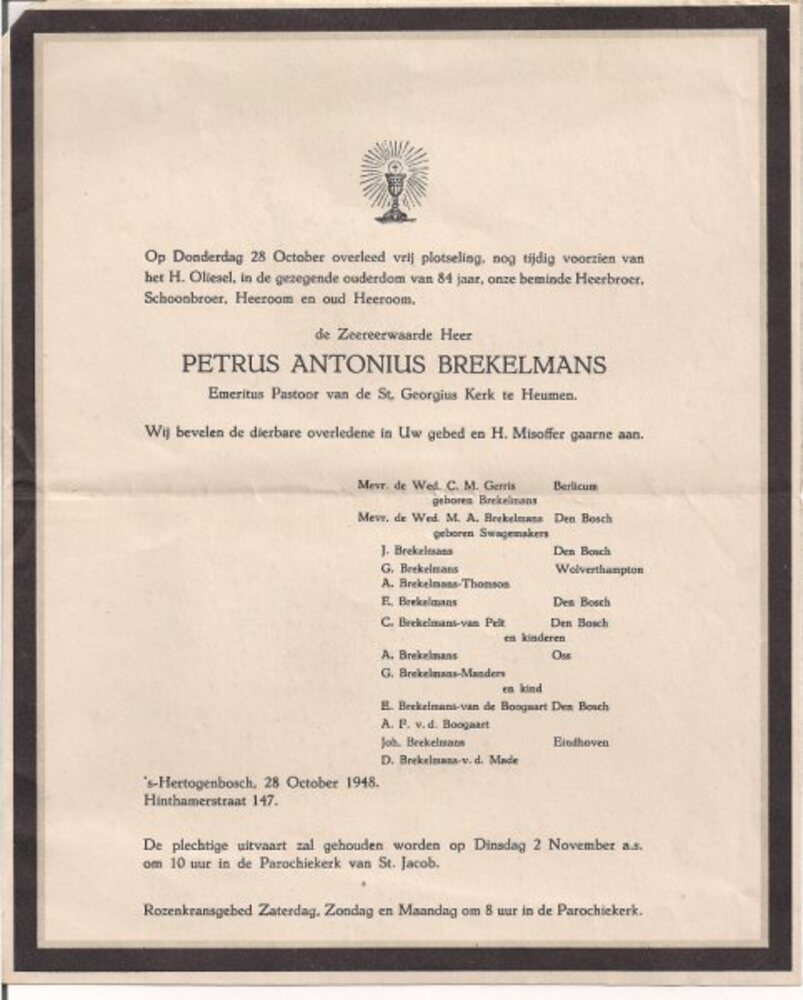 Op Donderdag 28 October overleed vrij plotseling, nog tijdig voorzien van
het H. Oliesel, in de gezegende ouderdom van 84 jaar, onze beminde Heerbroer,
Schoonbroer, Heeroom en oud Heeroom,
de Zeereerwaarde Heer
PETRUS ANTONIUS BREKELMANS
Emeritus Pastoor van de St. Georgius Kerk te Heumen.
Wij bevelen de dierbare overledene in Uw gebed en H. Misoffer gaarne aan.
Mevr. de Wed. C. M. Gerris Berlicum
geboren Brekelmans
Mevr. de Wed. M. A. Brekelmans Den Bosch
geboren Swagemakers
J. Brekelmans Den Bosch
G. Brekelmans Wolverthampton
A. Brekelmans-Thomson
E. Brekelmans Den Bosch
C. Brekelmans-van Pelt Den Bosch
en kinderen
A. Brekelmans Oss
G. Brekelmans-Manders
en kind
E. Brekelmans-van de Boogaart Den Bosch
A. P. v. d. Boogaart
Joh. Brekelmans Eindhoven
D. Brekelmans-v. d. Made
's-Hertogenbosch, 28 October 1948.
Hinthamerstraat 147.
De plechtige uitvaart zal gehouden worden op Dinsdag 2 November a.s.
om 10 uur in de Parochiekerk van St. Jacob.
Rozenkransgebed Zaterdag, Zondag en Maandag om 8 uur in de Parochiekerk.